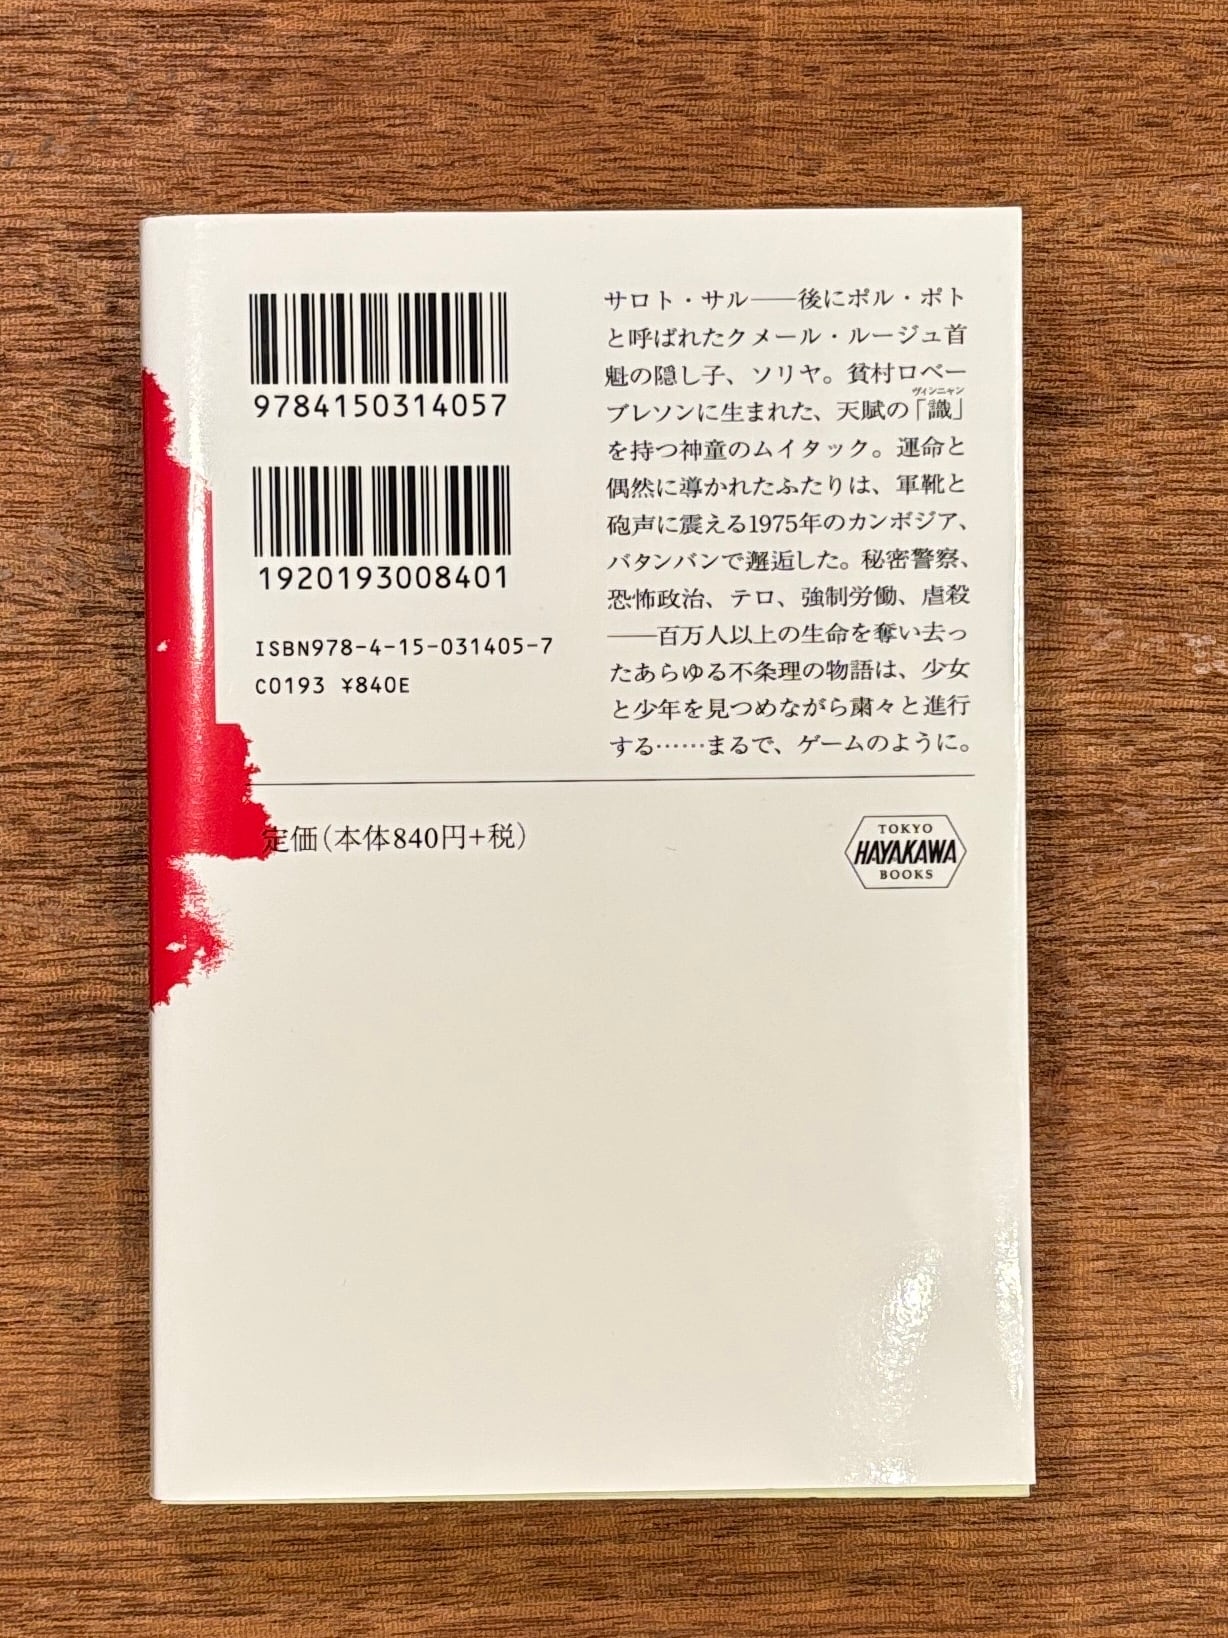 9784150314057
1920193008401
ISBN978-4-15-031405-7
C0193 ¥840E
サロト・サル──後にポル・ポト
と呼ばれたクメール・ルージュ首
魁の隠し子、ソリヤ。貧村ロベー
ヴィンニャン
ブレソンに生まれた、天賦の「識」
を持つ神童のムイタック。運命と
偶然に導かれたふたりは、軍靴と
砲声に震える1975年のカンボジア、
バタンバンで邂逅した。秘密警察、
恐怖政治、テロ、強制労働、虐殺
──百万人以上の生命を奪い去っ
たあらゆる不条理の物語は、少女
と少年を見つめながら粛々と進行
する……まるで、ゲームのように。
定価(本体840円+税)
TOKYO
HAYAKAWA
BOOKS